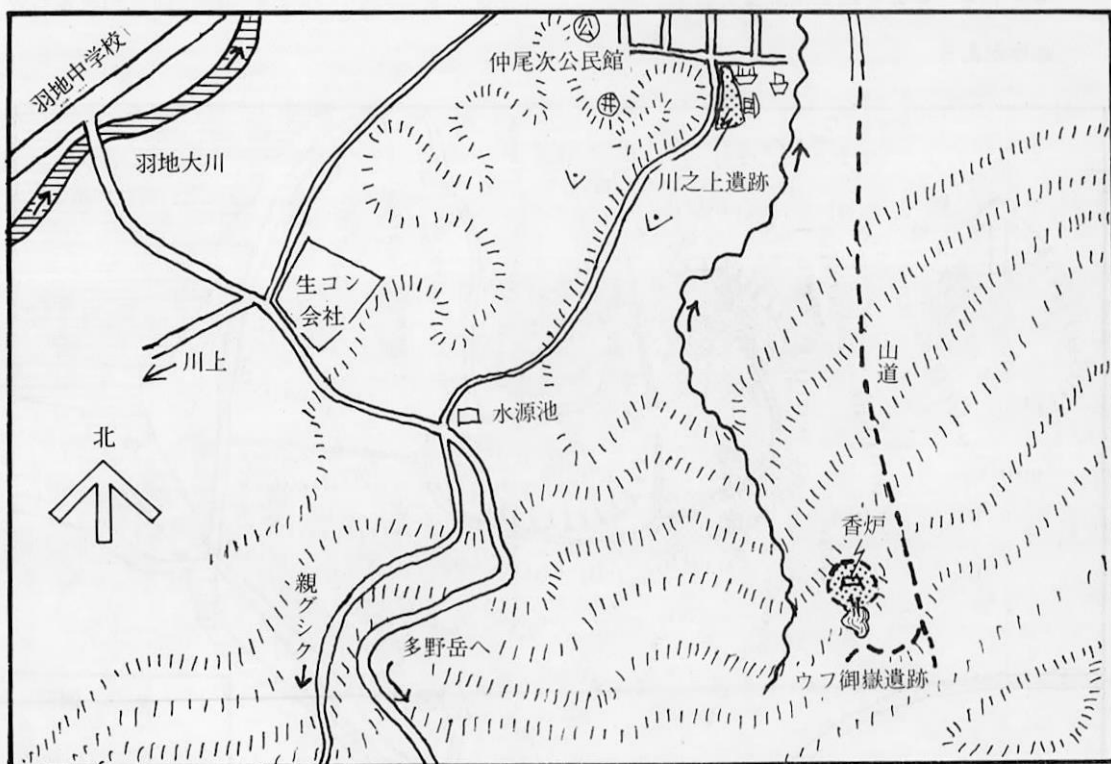 公
仲尾次公民館
羽地中学校
井
羽地大川
川之上遺跡
生コン
会社
川上
山道
水源池
北
香炉
親グシク
多野岳へ
ウフ御嶽遺跡